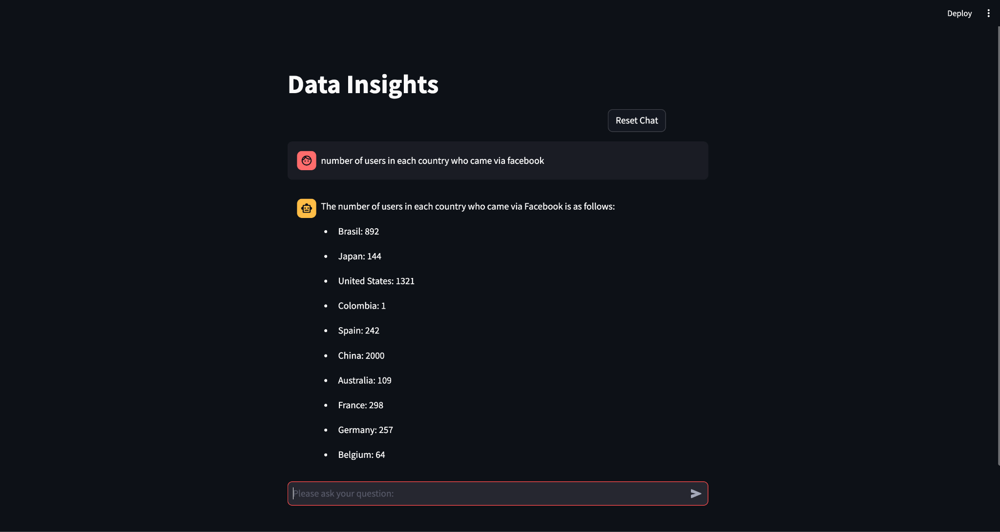 Deploy
Data Insights
Reset Chat
number of users in each country who came via facebook
The number of users in each country who came via Facebook is as follows:
• Brasil: 892
• Japan: 144
• United States: 1321
• Colombia: 1
• Spain: 242
• China: 2000
• Australia: 109
• France: 298
• Germany: 257
• Belgium: 64
Please ask your question: